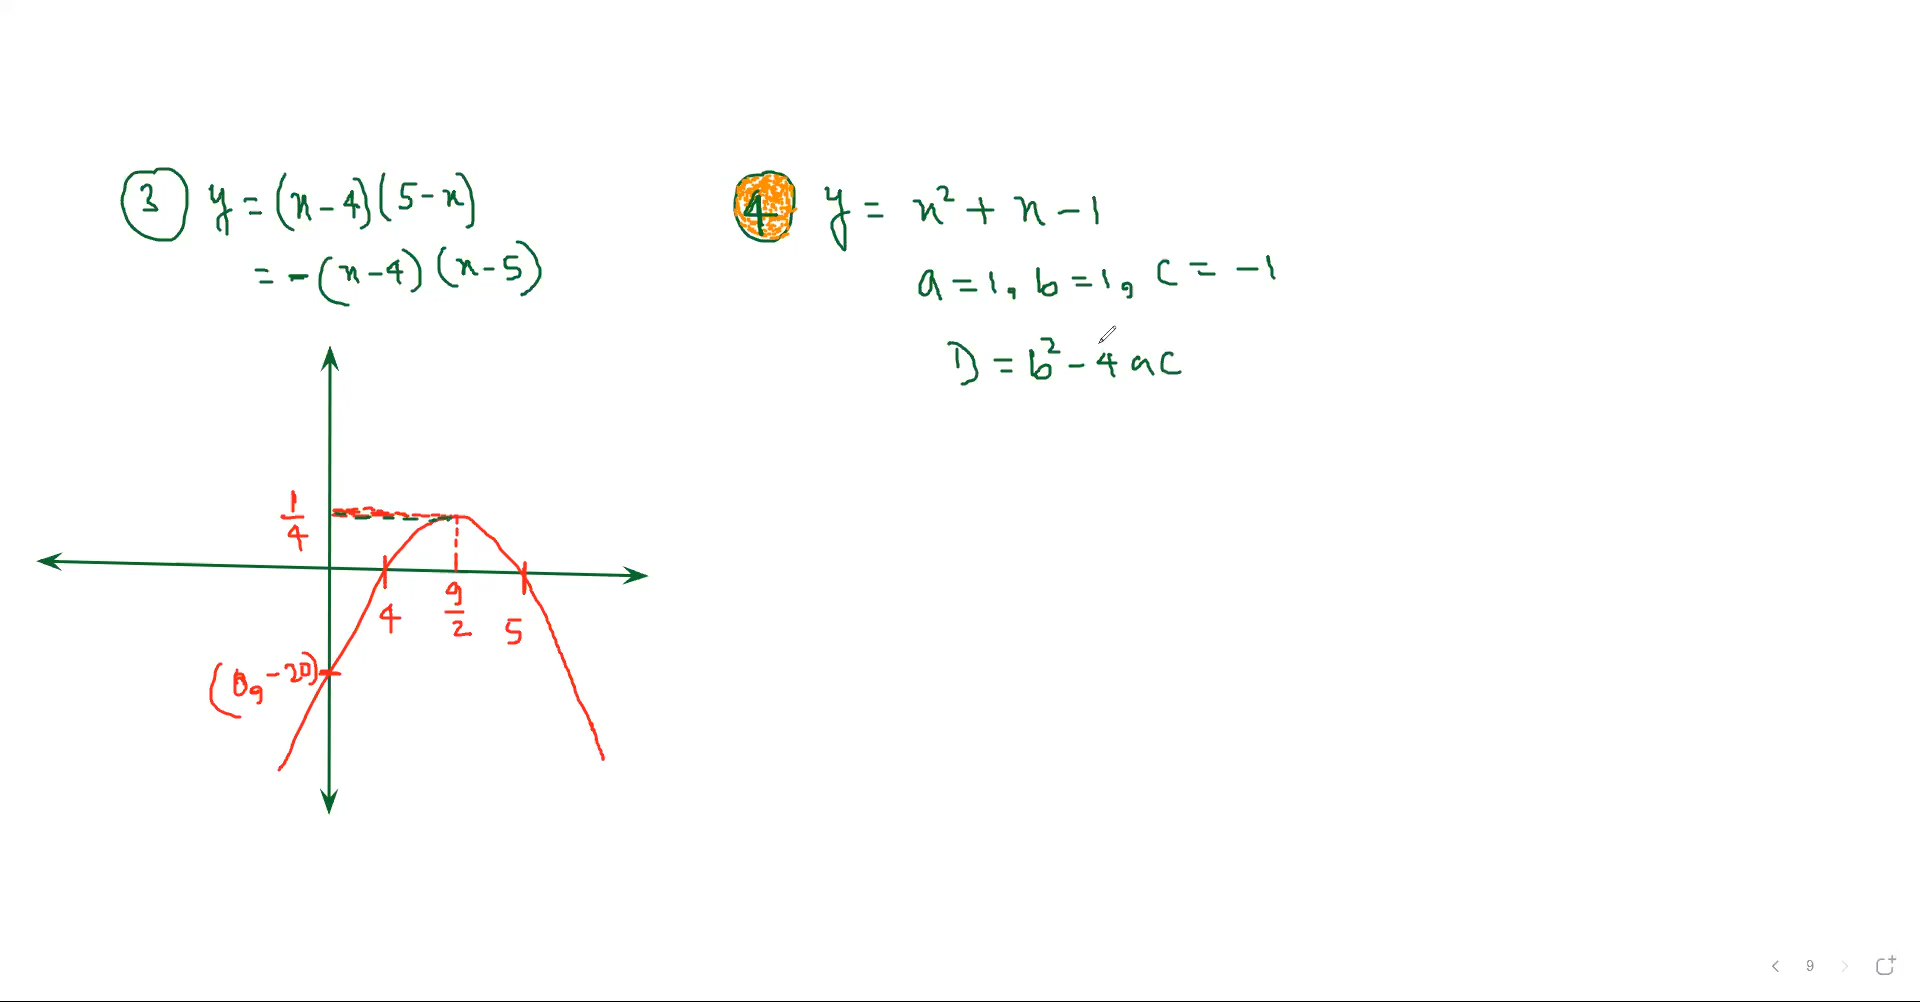 3 y = (x-4)(5-x)
= -(x-4)(x-5)
1/4
4
9/2
5
(0, -20)
4 y = x² + x - 1
a = 1, b = 1, c = -1
D = b² - 4ac
9